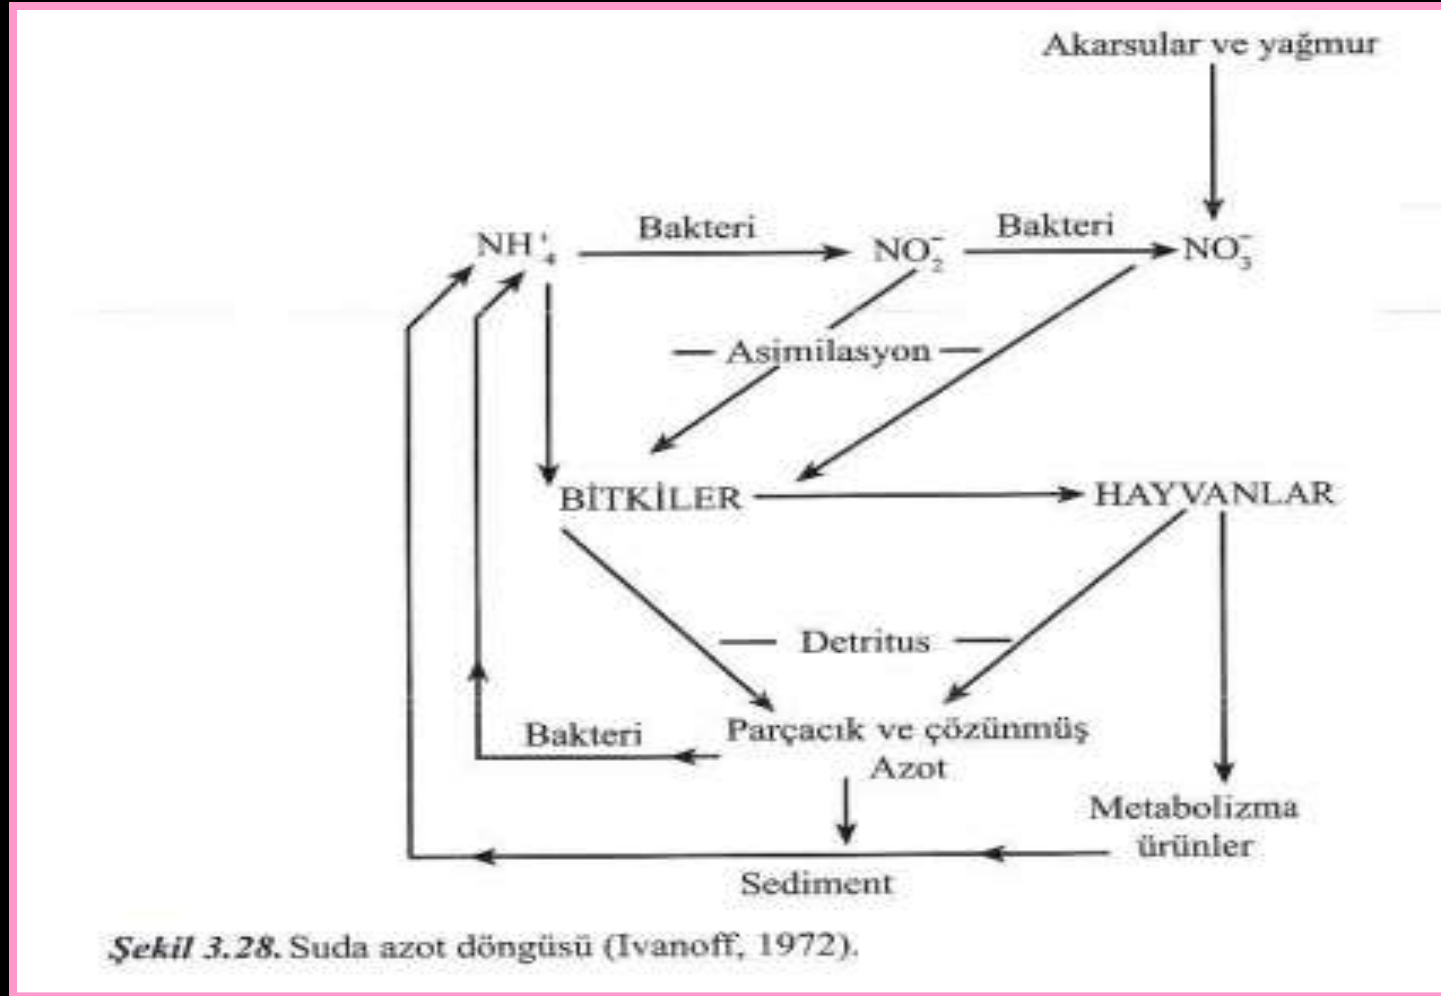 Akarsular ve yağmur
Bakteri
Bakteri
NH₄⁺
NO₂⁻
NO₃⁻
Asimilasyon
BİTKİLER
HAYVANLAR
Detritus
Bakteri
Parçacık ve çözünmüş
Azot
Metabolizma
ürünler
Sediment
Şekil 3.28. Suda azot döngüsü (Ivanoff, 1972).